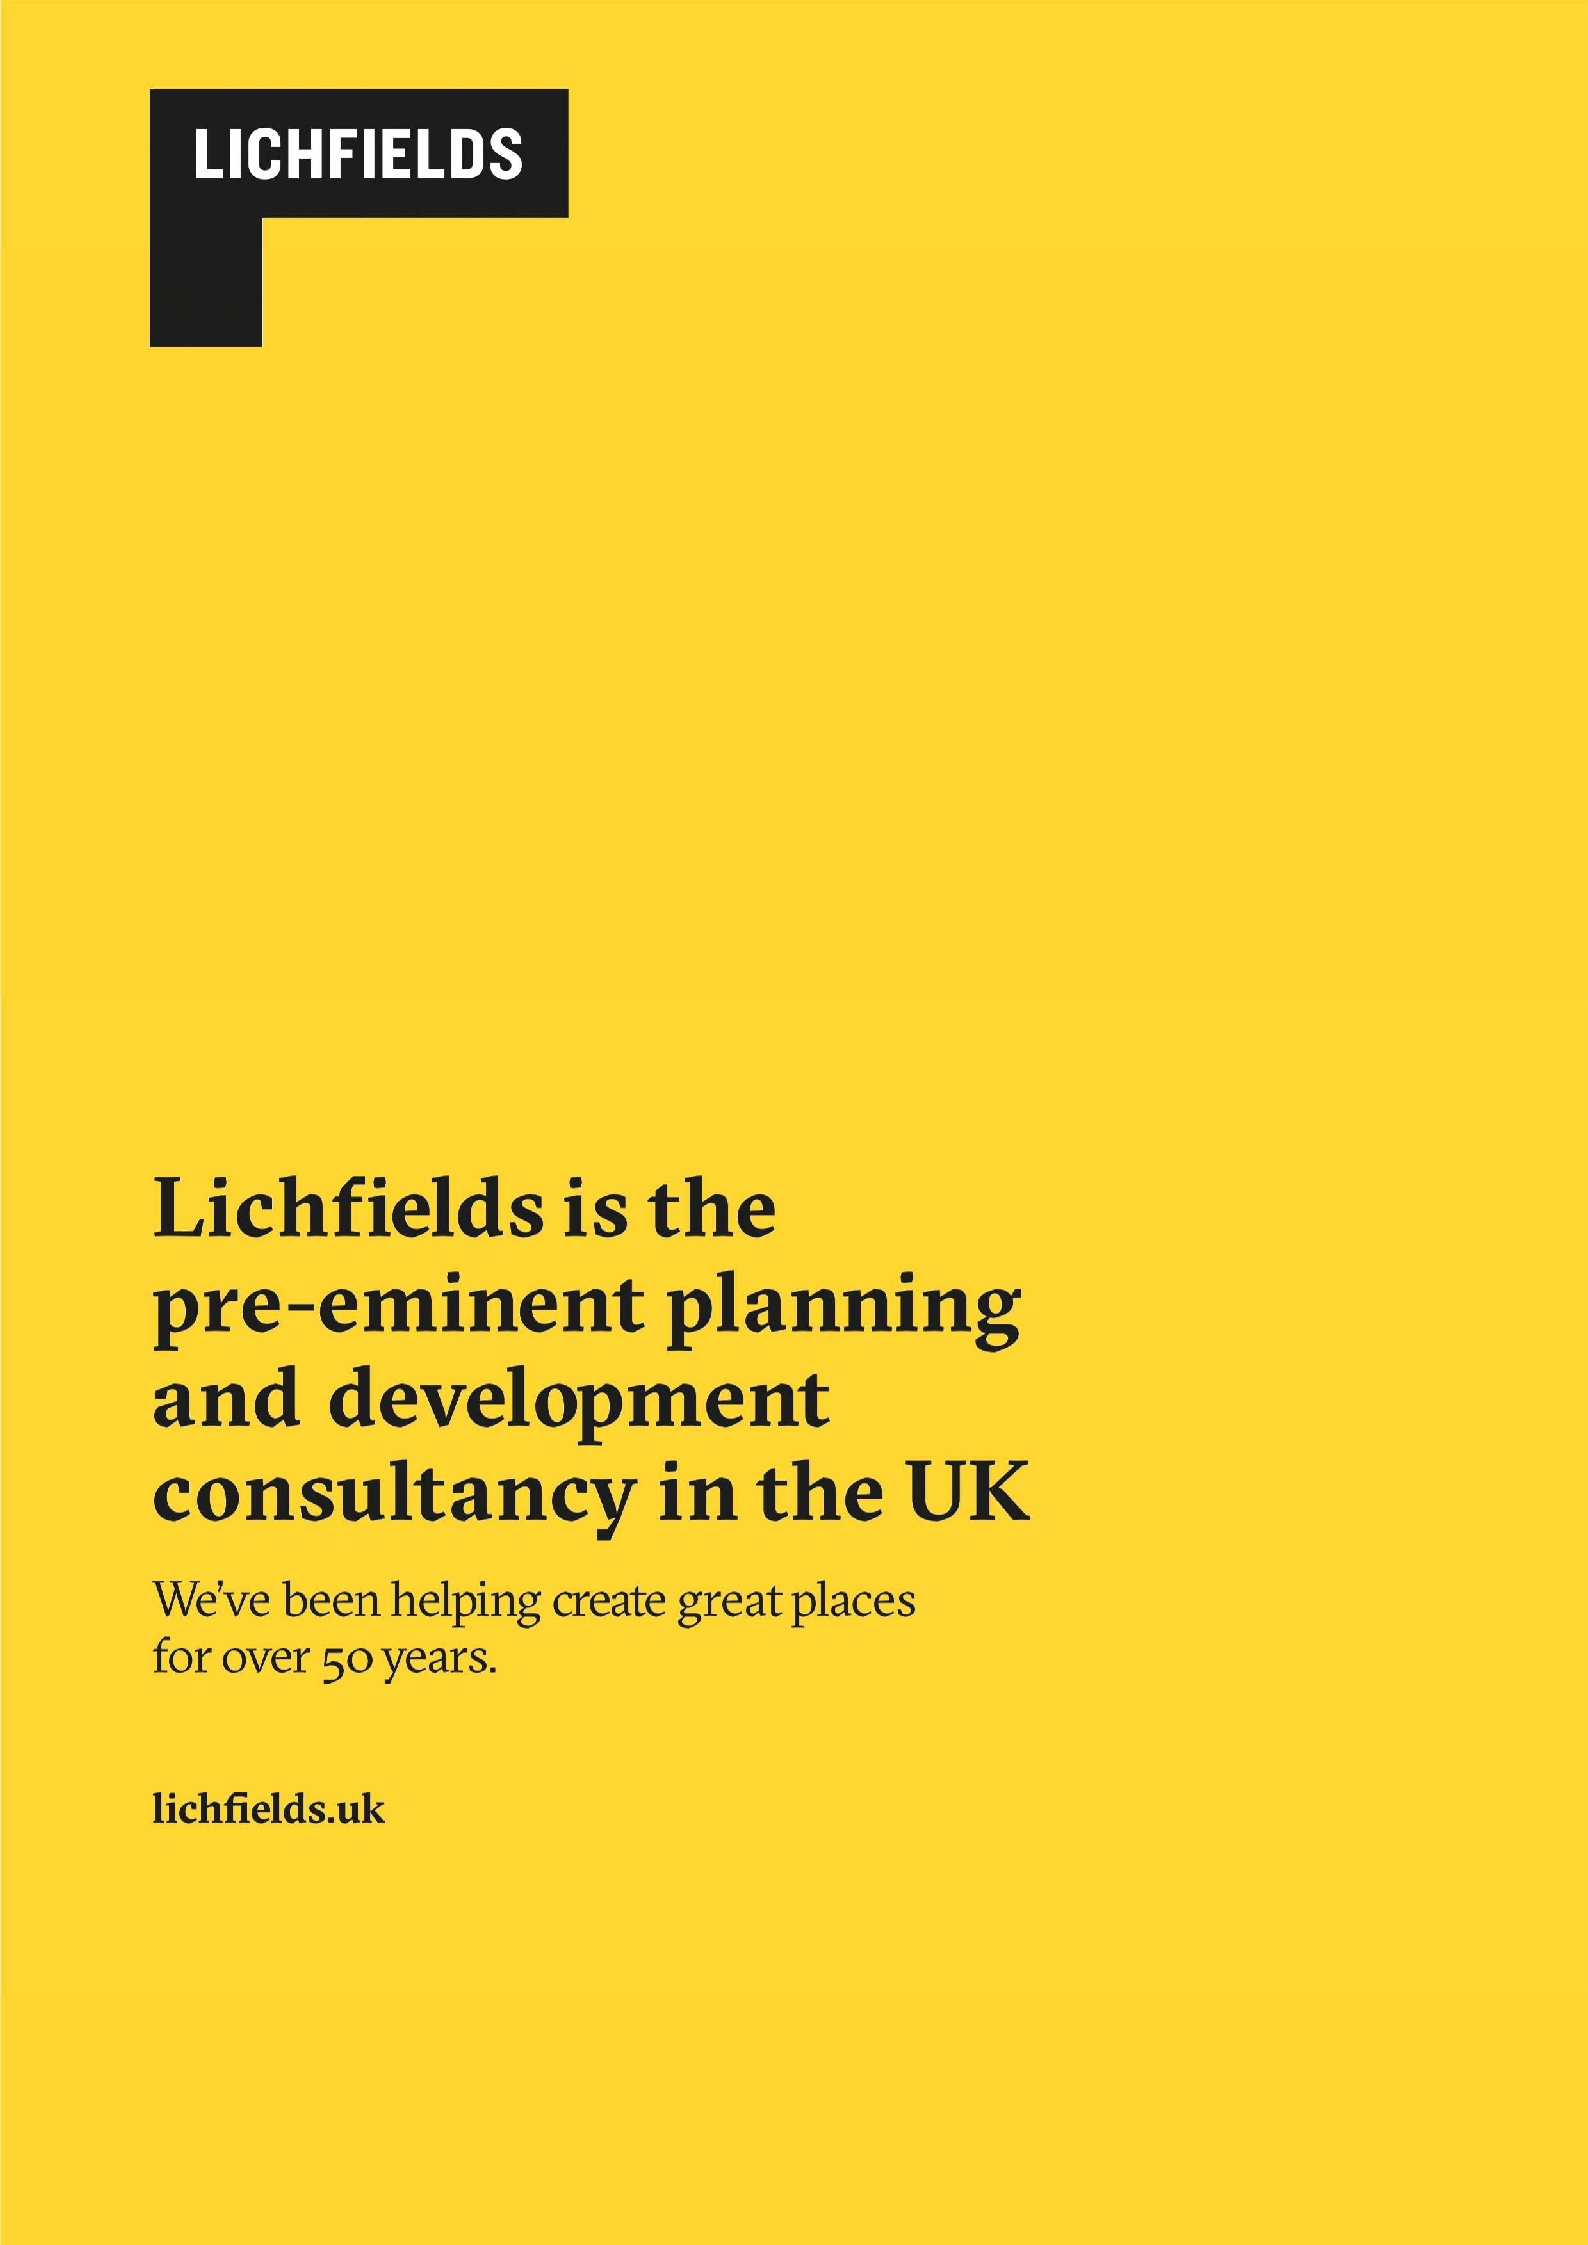 LICHFIELDS
Lichfields is the
pre-eminent planning
and development
consultancy in the UK
We've been helping create great places
for over 50 years.
lichfields.uk